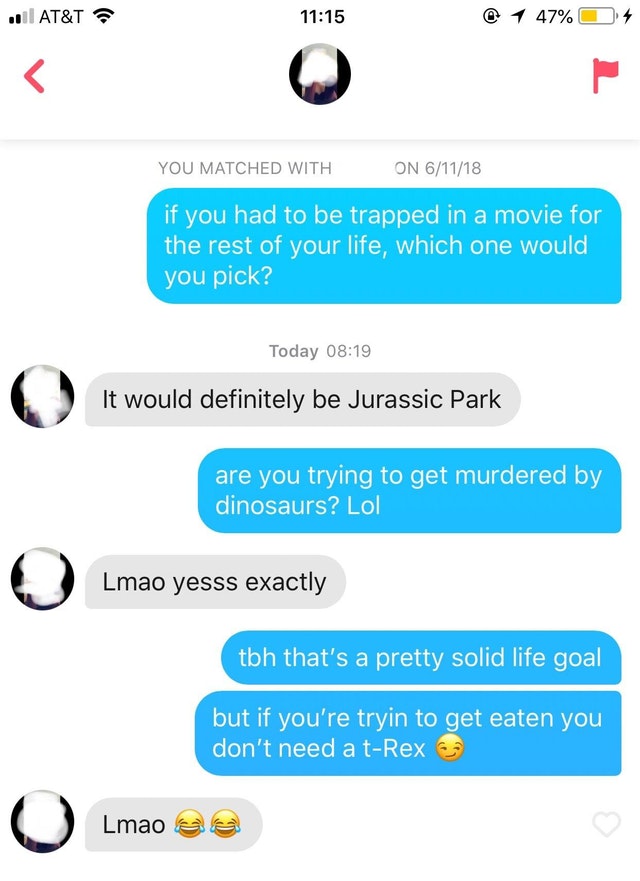 AT&T 11:15 47%
YOU MATCHED WITH ON 6/11/18
if you had to be trapped in a movie for
the rest of your life, which one would
you pick?
Today 08:19
It would definitely be Jurassic Park
are you trying to get murdered by
dinosaurs? Lol
Lmao yesss exactly
tbh that's a pretty solid life goal
but if you're tryin to get eaten you
don't need a t-Rex 😏
Lmao 😂😂